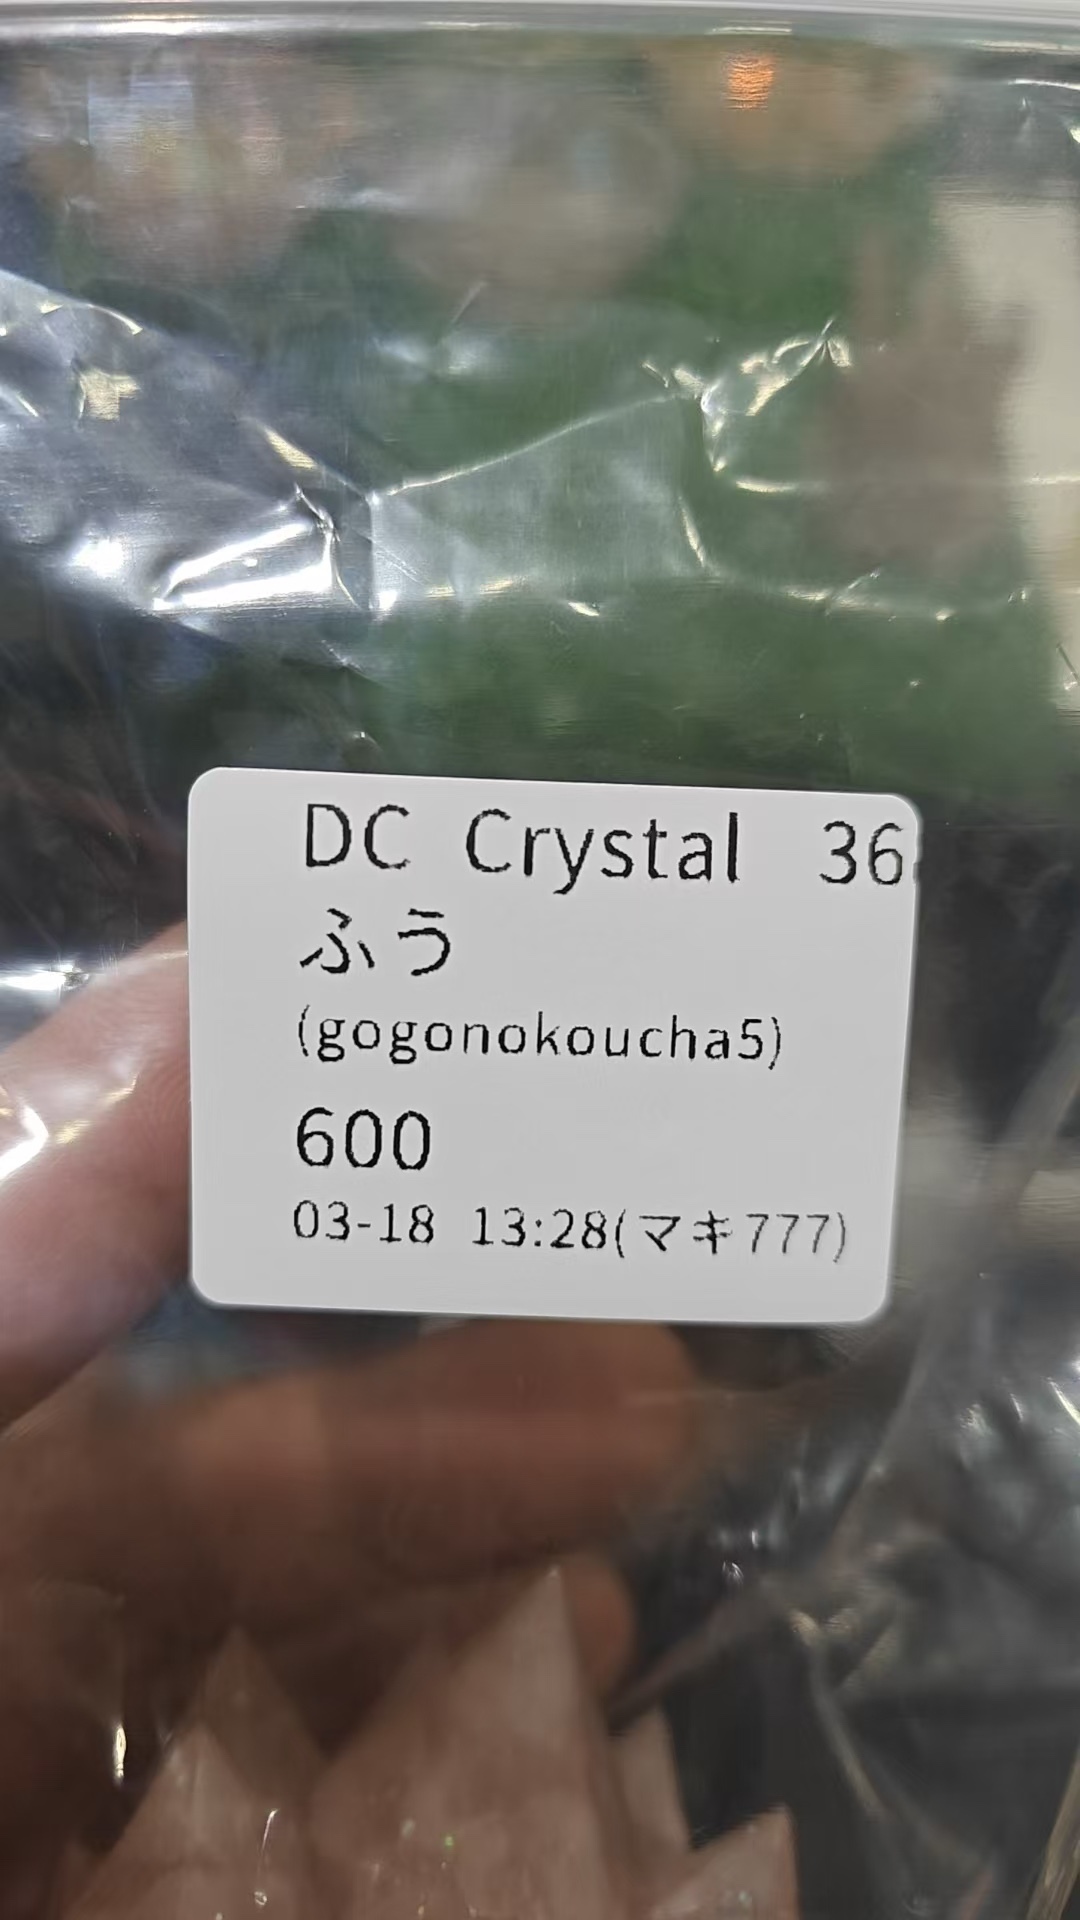 DC Crystal 36
ふう
(gogonokoucha5)
600
03-18 13:28(マキ777)